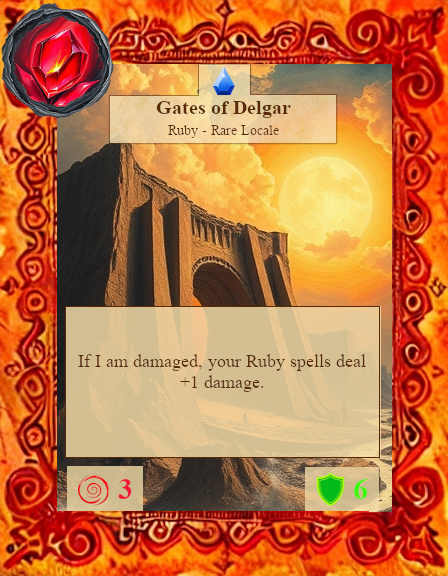 Gates of Delgar
Ruby - Rare Locale
If I am damaged, your Ruby spells deal
+1 damage.
3
6